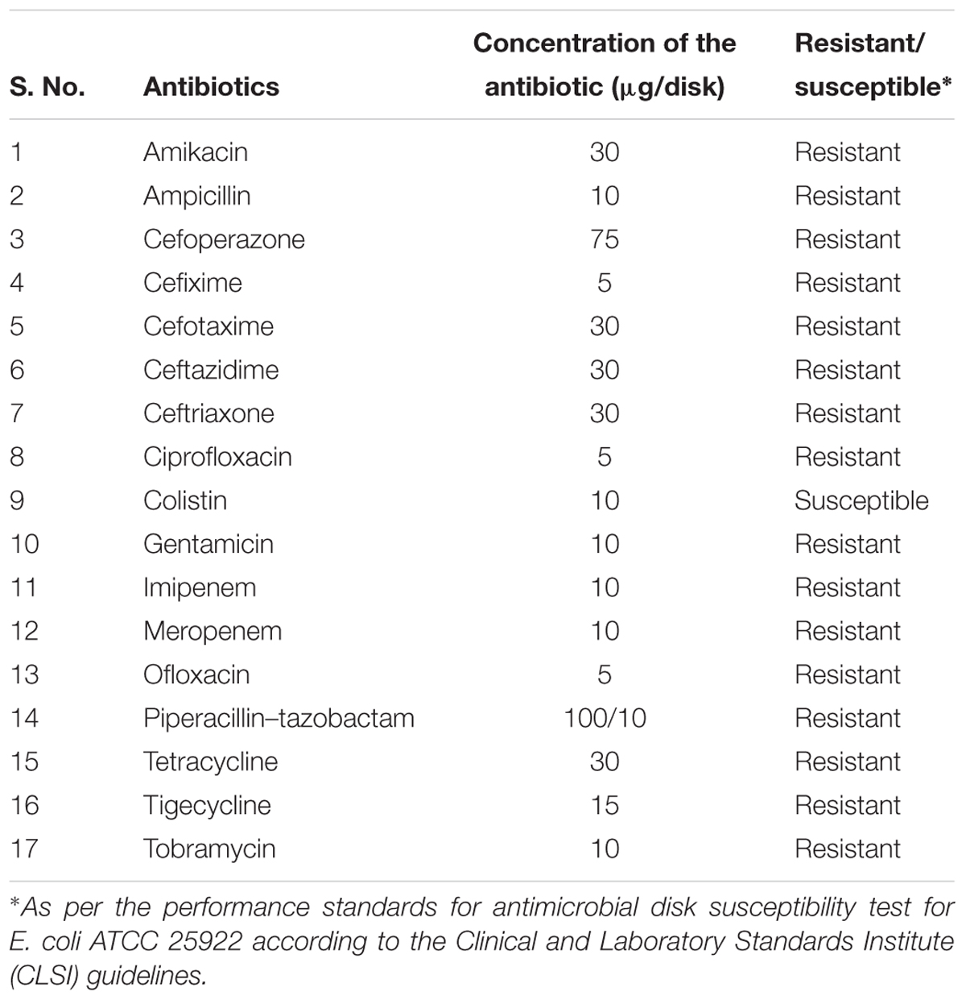 S. No. Antibiotics Concentration of the antibiotic (μg/disk) Resistant/ susceptible*
1 Amikacin 30 Resistant
2 Ampicillin 10 Resistant
3 Cefoperazone 75 Resistant
4 Cefixime 5 Resistant
5 Cefotaxime 30 Resistant
6 Ceftazidime 30 Resistant
7 Ceftriaxone 30 Resistant
8 Ciprofloxacin 5 Resistant
9 Colistin 10 Susceptible
10 Gentamicin 10 Resistant
11 Imipenem 10 Resistant
12 Meropenem 10 Resistant
13 Ofloxacin 5 Resistant
14 Piperacillin–tazobactam 100/10 Resistant
15 Tetracycline 30 Resistant
16 Tigecycline 15 Resistant
17 Tobramycin 10 Resistant
*As per the performance standards for antimicrobial disk susceptibility test for
E. coli ATCC 25922 according to the Clinical and Laboratory Standards Institute
(CLSI) guidelines.